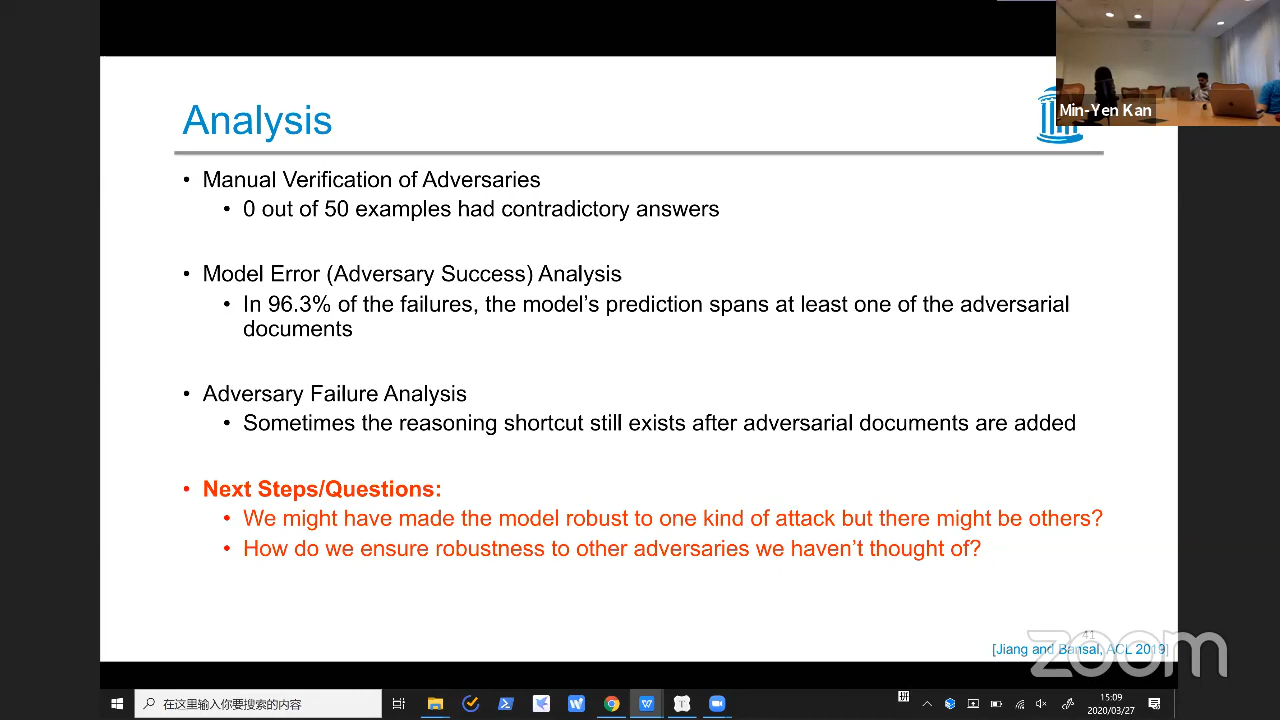 Analysis
Min-Yen Kan
• Manual Verification of Adversaries
• 0 out of 50 examples had contradictory answers
• Model Error (Adversary Success) Analysis
• In 96.3% of the failures, the model's prediction spans at least one of the adversarial
documents
• Adversary Failure Analysis
• Sometimes the reasoning shortcut still exists after adversarial documents are added
• Next Steps/Questions:
• We might have made the model robust to one kind of attack but there might be others?
• How do we ensure robustness to other adversaries we haven't thought of?
41
[Jiang and Bansal, ACL 2019]
zoom
在这里输入你要搜索的内容
拼
15:09
2020/03/27